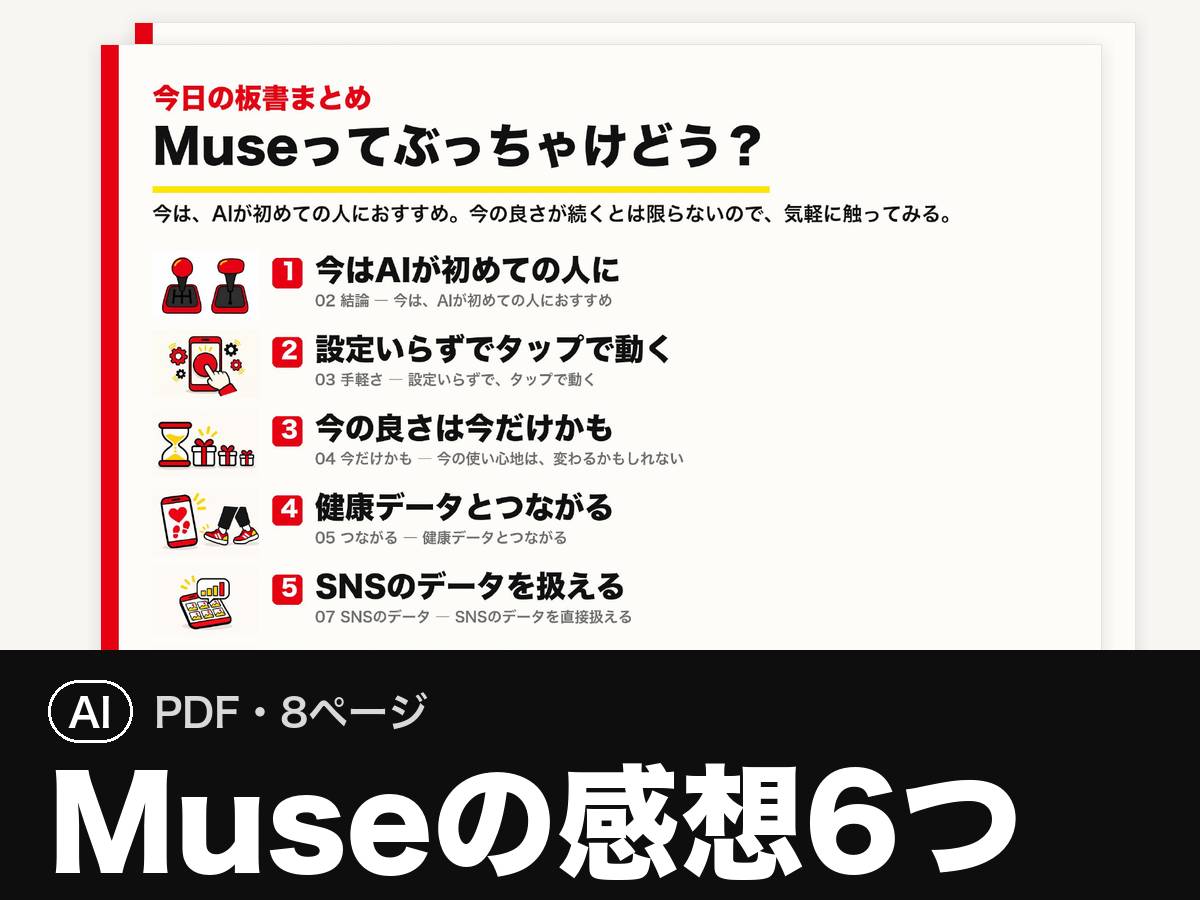 今日の板書まとめ
Museってぶっちゃけどう？
今は、AIが初めての人におすすめ。今の良さが続くとは限らないので、気軽に触ってみる。
1 今はAIが初めての人に
02 結論 — 今は、AIが初めての人におすすめ
2 設定いらずでタップで動く
03 手軽さ — 設定いらずで、タップで動く
3 今の良さは今だけかも
04 今だけかも — 今の使い心地は、変わるかもしれない
4 健康データとつながる
05 つながる — 健康データとつながる
5 SNSのデータを扱える
07 SNSのデータ — SNSのデータを直接扱える
AI PDF・8ページ
Museの感想6つ